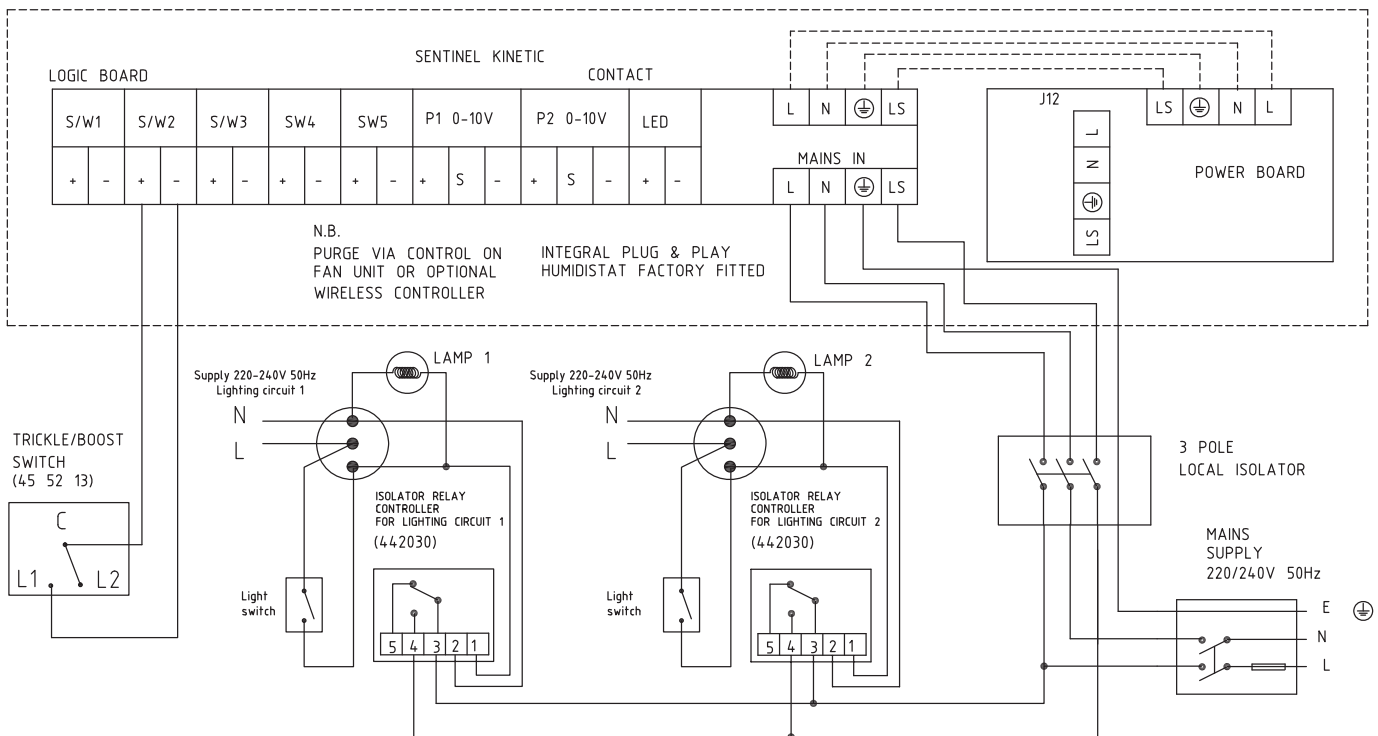 SENTINEL KINETIC
LOGIC BOARD
CONTACT
S/W1 S/W2 S/W3 SW4 SW5 P1 0-10V P2 0-10V LED
+ - + - + - + - + - + S - + S - + -
L N LS
MAINS IN
L N LS
J12
L
N
LS
LS N L
POWER BOARD
N.B.
PURGE VIA CONTROL ON
FAN UNIT OR OPTIONAL
WIRELESS CONTROLLER
INTEGRAL PLUG & PLAY
HUMIDISTAT FACTORY FITTED
TRICKLE/BOOST
SWITCH
(45 52 13)
C
L1 L2
Supply 220-240V 50Hz
Lighting circuit 1
N
L
LAMP 1
Light
switch
ISOLATOR RELAY
CONTROLLER
FOR LIGHTING CIRCUIT 1
(442030)
5 4 3 2 1
Supply 220-240V 50Hz
Lighting circuit 2
N
L
LAMP 2
Light
switch
ISOLATOR RELAY
CONTROLLER
FOR LIGHTING CIRCUIT 2
(442030)
5 4 3 2 1
3 POLE
LOCAL ISOLATOR
MAINS
SUPPLY
220/240V 50Hz
E
N
L